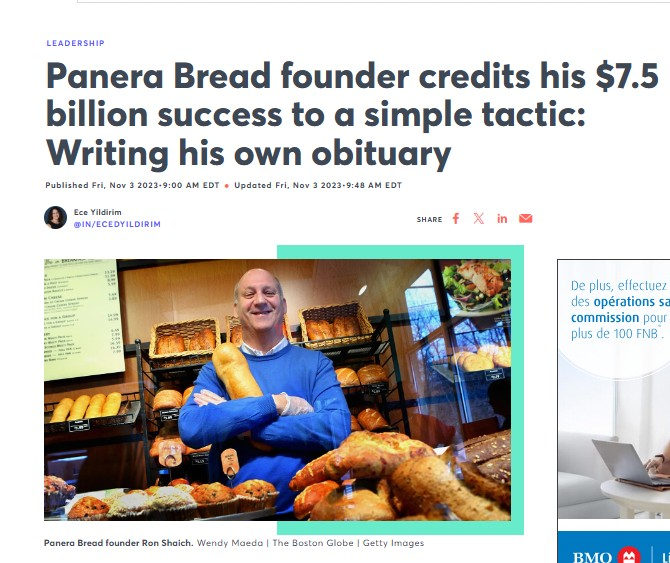 LEADERSHIP
Panera Bread founder credits his $7.5
billion success to a simple tactic:
Writing his own obituary
Published Fri, Nov 3 2023•9:00 AM EDT • Updated Fri, Nov 3 2023•9:48 AM EDT
Ece Yildirim
@IN/ECEDYILDIRIM
SHARE
De plus, effectuez
des opérations sa
commission pour
plus de 100 FNB .
BMO
Panera Bread founder Ron Shaich. Wendy Maeda | The Boston Globe | Getty Images